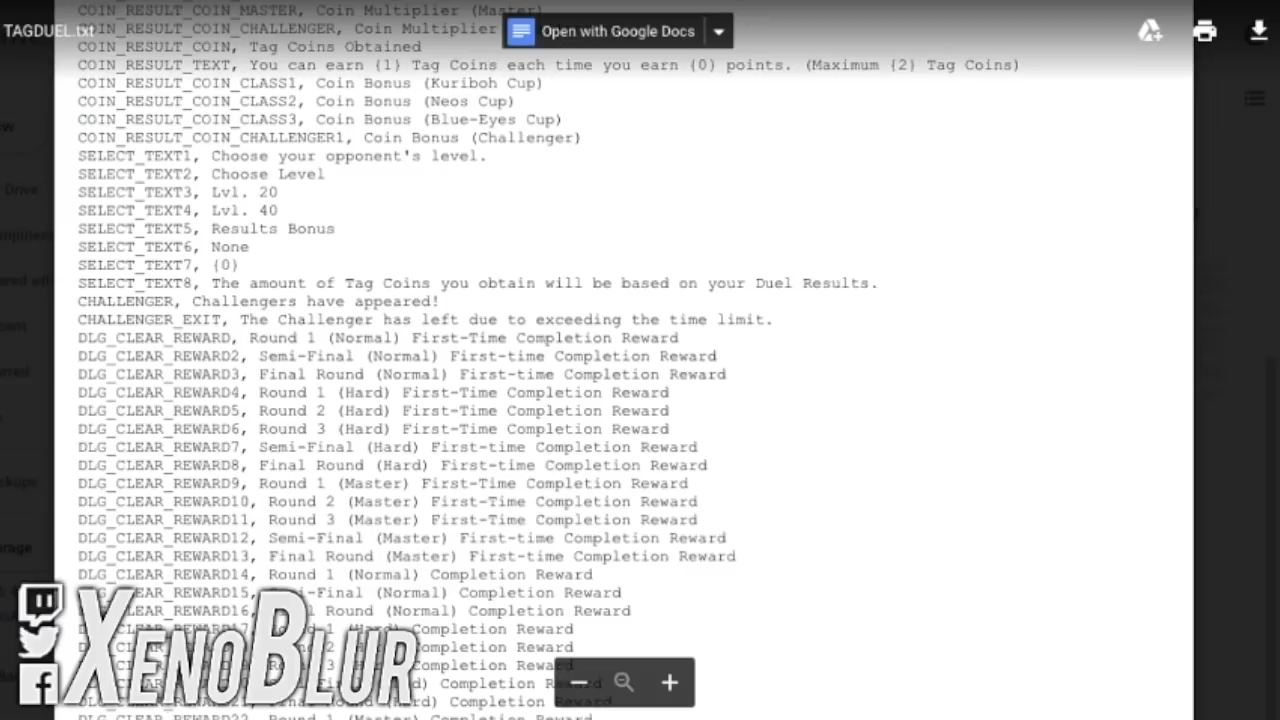 COIN_RESULT_COIN_MASTER, Coin Multiplier (Master)
TAGDUEL.txt
COIN_RESULT_COIN_CHALLENGER, Coin Multiplier
Open with Google Docs
COIN_RESULT_COIN, Tag Coins Obtained
COIN_RESULT_TEXT, You can earn {1} Tag Coins each time you earn {0} points. (Maximum {2} Tag Coins)
COIN_RESULT_COIN_CLASS1, Coin Bonus (Kuriboh Cup)
COIN_RESULT_COIN_CLASS2, Coin Bonus (Neos Cup)
COIN_RESULT_COIN_CLASS3, Coin Bonus (Blue-Eyes Cup)
COIN_RESULT_COIN_CHALLENGER1, Coin Bonus (Challenger)
SELECT_TEXT1, Choose your opponent's level.
SELECT_TEXT2, Choose Level
SELECT_TEXT3, Lvl. 20
SELECT_TEXT4, Lvl. 40
SELECT_TEXT5, Results Bonus
SELECT_TEXT6, None
SELECT_TEXT7, {0}
SELECT_TEXT8, The amount of Tag Coins you obtain will be based on your Duel Results.
CHALLENGER, Challengers have appeared!
CHALLENGER_EXIT, The Challenger has left due to exceeding the time limit.
DLG_CLEAR_REWARD, Round 1 (Normal) First-Time Completion Reward
DLG_CLEAR_REWARD2, Semi-Final (Normal) First-time Completion Reward
DLG_CLEAR_REWARD3, Final Round (Normal) First-time Completion Reward
DLG_CLEAR_REWARD4, Round 1 (Hard) First-Time Completion Reward
DLG_CLEAR_REWARD5, Round 2 (Hard) First-Time Completion Reward
DLG_CLEAR_REWARD6, Round 3 (Hard) First-Time Completion Reward
DLG_CLEAR_REWARD7, Semi-Final (Hard) First-time Completion Reward
DLG_CLEAR_REWARD8, Final Round (Hard) First-time Completion Reward
DLG_CLEAR_REWARD9, Round 1 (Master) First-Time Completion Reward
DLG_CLEAR_REWARD10, Round 2 (Master) First-Time Completion Reward
DLG_CLEAR_REWARD11, Round 3 (Master) First-Time Completion Reward
DLG_CLEAR_REWARD12, Semi-Final (Master) First-time Completion Reward
DLG_CLEAR_REWARD13, Final Round (Master) First-time Completion Reward
DLG_CLEAR_REWARD14, Round 1 (Normal) Completion Reward
DLG_CLEAR_REWARD15, (Normal) Completion Reward
DLG_CLEAR_REWARD16, Round (Normal) Completion Reward
Completion Reward
Completion Reward
Completion Reward
Completion
Completion Reward
XENOBLUR